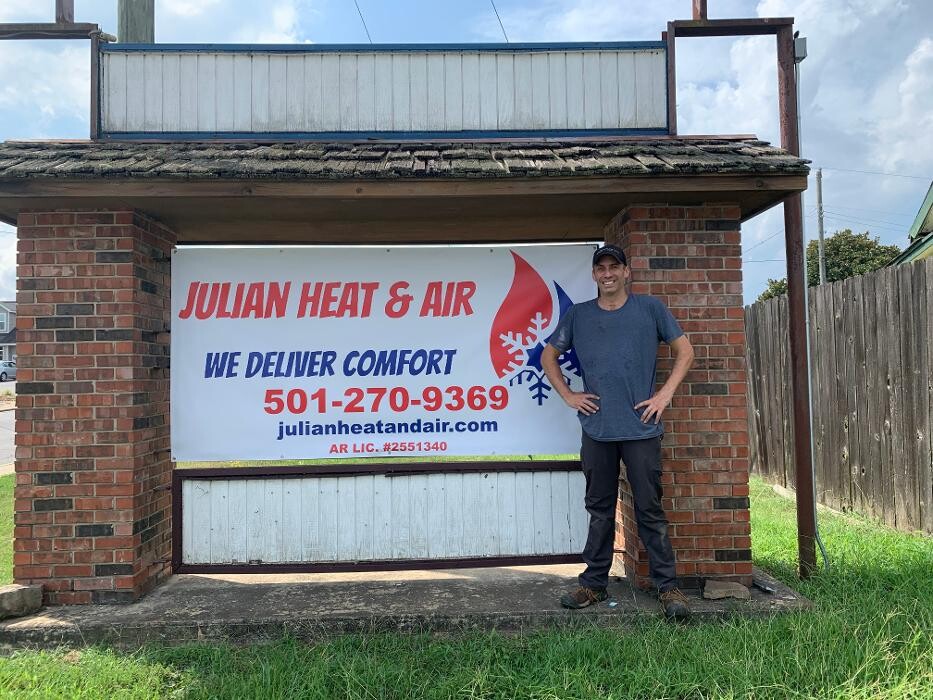 JULIAN HEAT & AIR
WE DELIVER COMFORT
501-270-9369
julianheatandair.com
AR LIC. #2551340